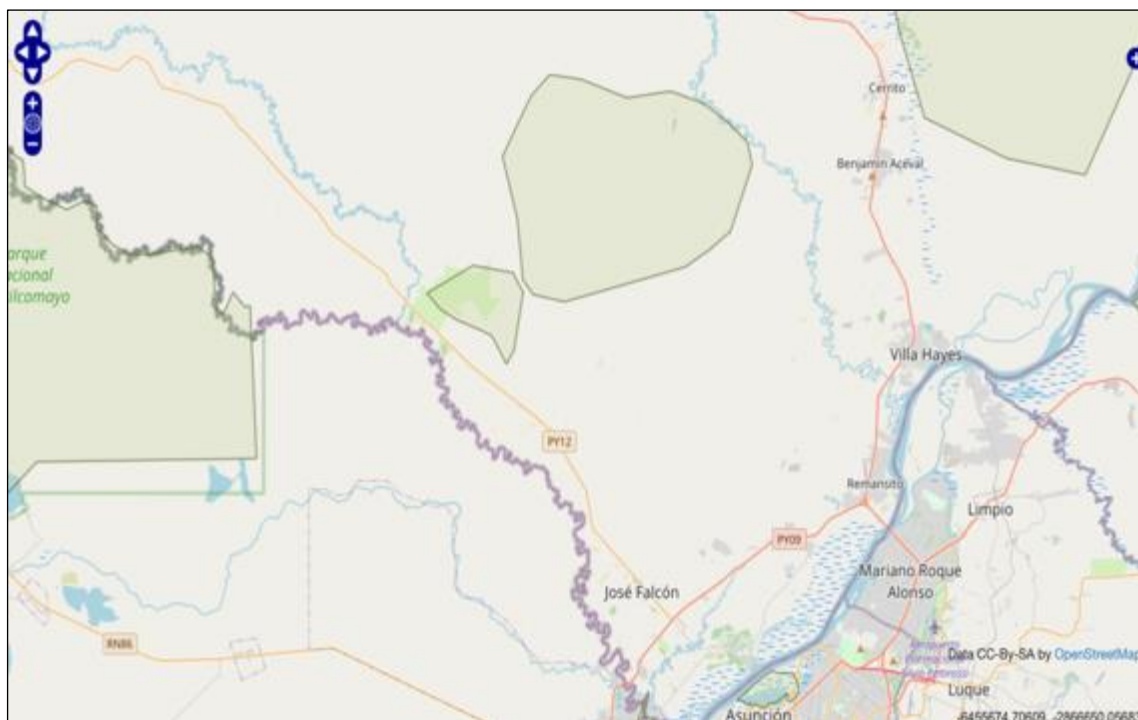 Cerrito
Benjamín Aceval
arque
acional
ilcomayo
Villa Hayes
PY12
Remansito
Limpio
PY09
Mariano Roque
Alonso
José Falcón
RN86
Data CC-By-SA by OpenStreetMap
Luque
Asunción